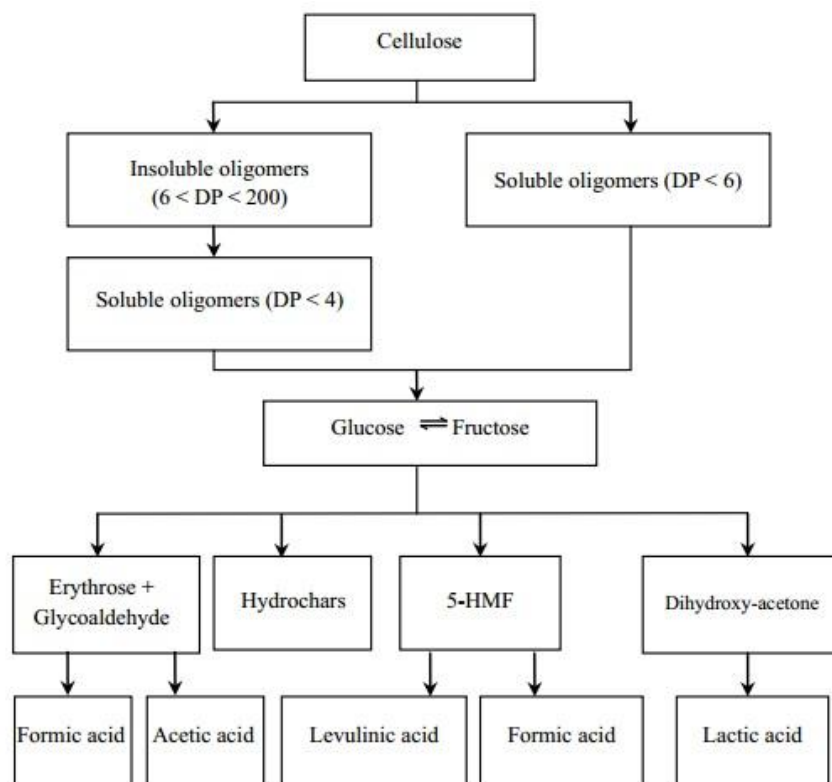 Cellulose
Insoluble oligomers
(6 < DP < 200)
Soluble oligomers (DP < 6)
Soluble oligomers (DP < 4)
Glucose ⇌ Fructose
Erythrose +
Glycoaldehyde
Hydrochars
5-HMF
Dihydroxy-acetone
Formic acid
Acetic acid
Levulinic acid
Formic acid
Lactic acid